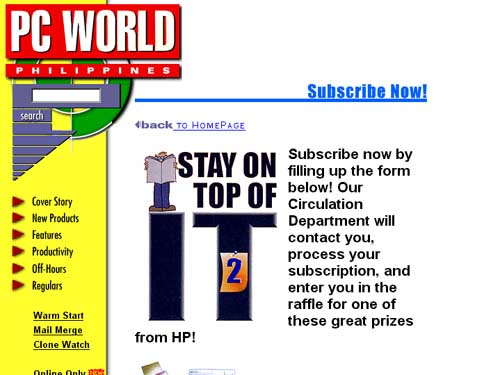 PC WORLD
PHILIPPINES
Subscribe Now!
search
back TO HOMEPAGE
STAY ON
TOP OF
IT
2
Subscribe now by
filling up the form
below! Our
Circulation
Department will
contact you,
process your
subscription, and
enter you in the
raffle for one of
these great prizes
from HP!
Cover Story
New Products
Features
Productivity
Off-Hours
Regulars
Warm Start
Mail Merge
Clone Watch
Online Only